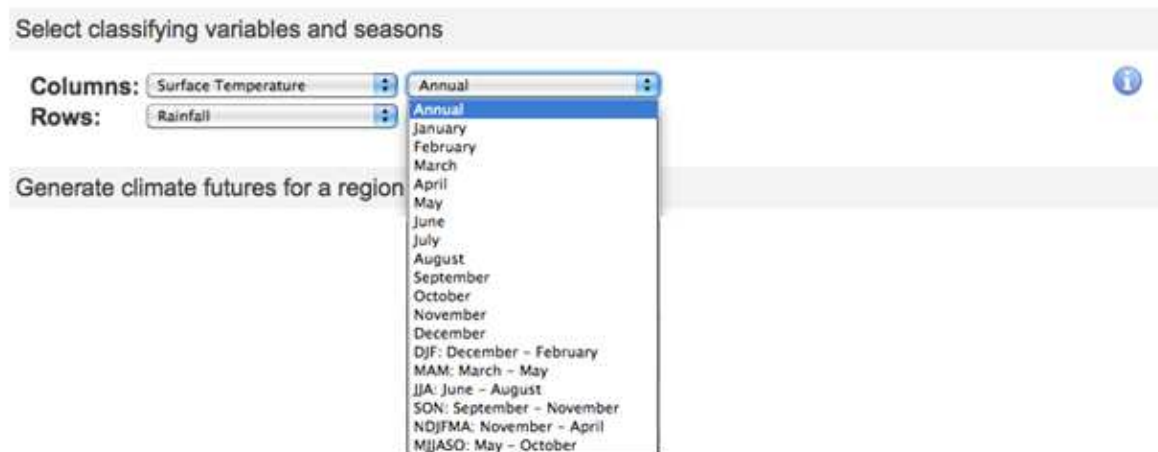 Select classifying variables and seasons
Columns: Surface Temperature Annual
Rows: Rainfall
Annual
January
February
March
April
May
June
July
August
September
October
November
December
DJF: December – February
MAM: March – May
JJA: June – August
SON: September – November
NDJFMA: November – April
MJJASO: May – October
Generate climate futures for a region